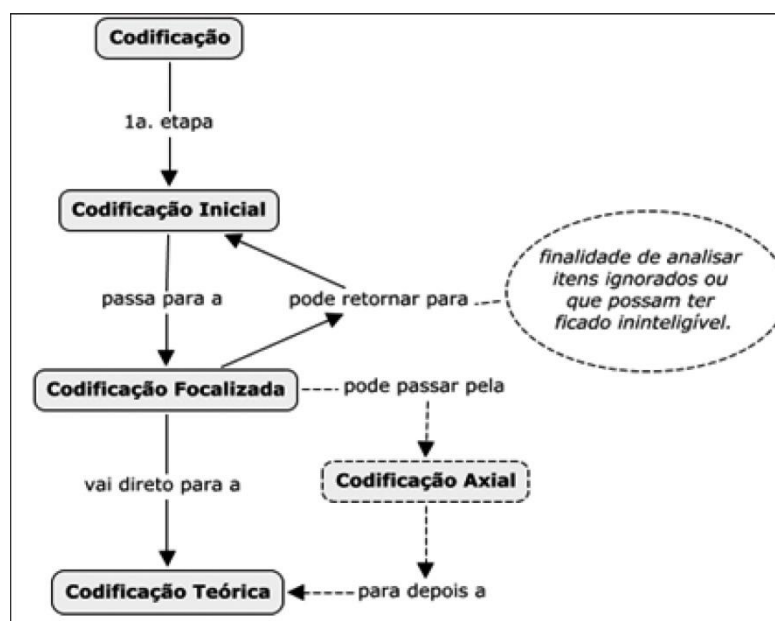 Codificação
1a. etapa
Codificação Inicial
passa para a
pode retornar para
finalidade de analisar
itens ignorados ou
que possam ter
ficado ininteligível.
Codificação Focalizada
pode passar pela
vai direto para a
Codificação Axial
Codificação Teórica
para depois a